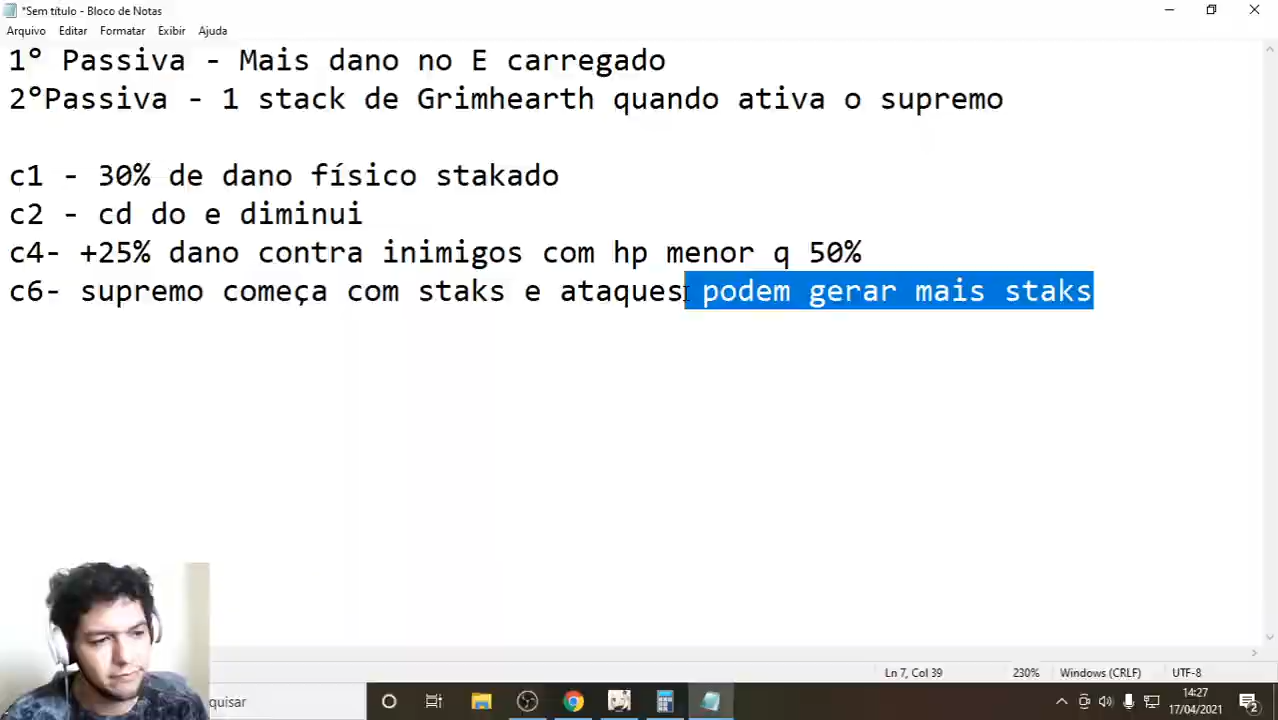 *Sem título - Bloco de Notas
Arquivo Editar Formatar Exibir Ajuda
1° Passiva - Mais dano no E carregado
2°Passiva - 1 stack de Grimhearth quando ativa o supremo
c1 - 30% de dano físico stakado
c2 - cd do e diminui
c4- +25% dano contra inimigos com hp menor q 50%
c6- supremo começa com staks e ataques podem gerar mais staks
Ln 7, Col 39 230% Windows (CRLF) UTF-8
quisar
14:27
17/04/2021
2